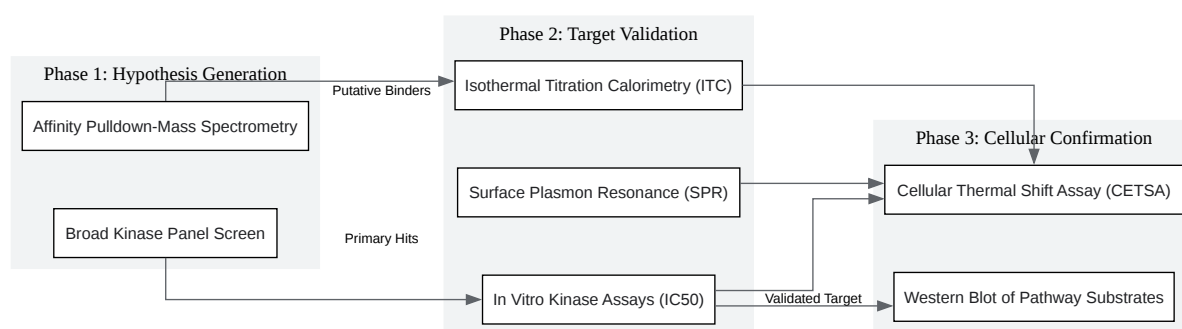 Phase 1: Hypothesis Generation
Affinity Pulldown-Mass Spectrometry
Broad Kinase Panel Screen
Putative Binders
Primary Hits
Phase 2: Target Validation
Isothermal Titration Calorimetry (ITC)
Surface Plasmon Resonance (SPR)
In Vitro Kinase Assays (IC50)
Validated Target
Phase 3: Cellular Confirmation
Cellular Thermal Shift Assay (CETSA)
Western Blot of Pathway Substrates